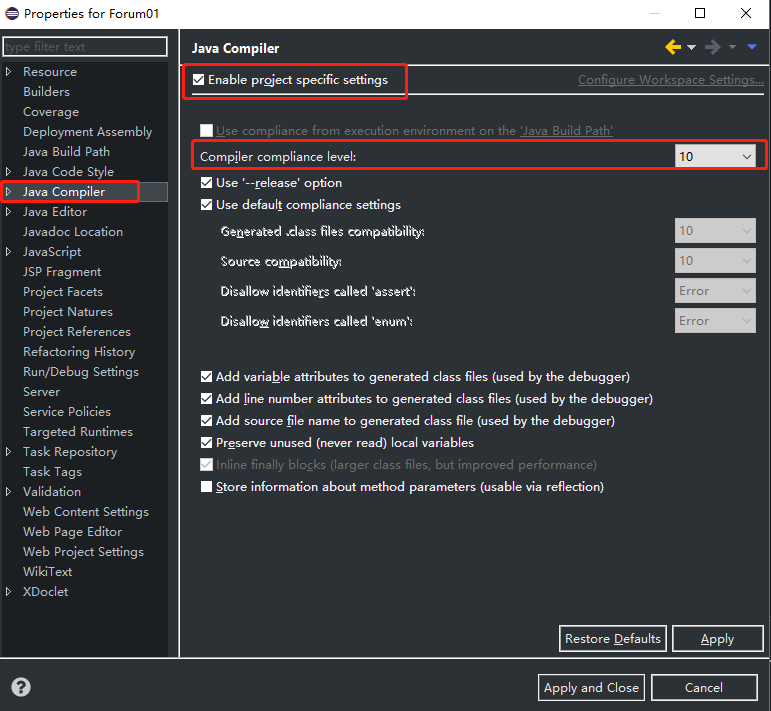 Properties for Forum01
type filter text
Resource
Builders
Coverage
Deployment Assembly
Java Build Path
Java Code Style
Java Compiler
Java Editor
Javadoc Location
JavaScript
JSP Fragment
Project Facets
Project Natures
Project References
Refactoring History
Run/Debug Settings
Server
Service Policies
Targeted Runtimes
Task Repository
Task Tags
Validation
Web Content Settings
Web Page Editor
Web Project Settings
WikiText
XDoclet
Java Compiler
Enable project specific settings
Configure Workspace Settings...
Use compliance from execution environment on the 'Java Build Path'
Compiler compliance level: 10
Use '--release' option
Use default compliance settings
Generated .class files compatibility: 10
Source compatibility: 10
Disallow identifiers called 'assert': Error
Disallow identifiers called 'enum': Error
Add variable attributes to generated class files (used by the debugger)
Add line number attributes to generated class files (used by the debugger)
Add source file name to generated class file (used by the debugger)
Preserve unused (never read) local variables
Inline finally blocks (larger class files, but improved performance)
Store information about method parameters (usable via reflection)
Restore Defaults Apply
? Apply and Close Cancel